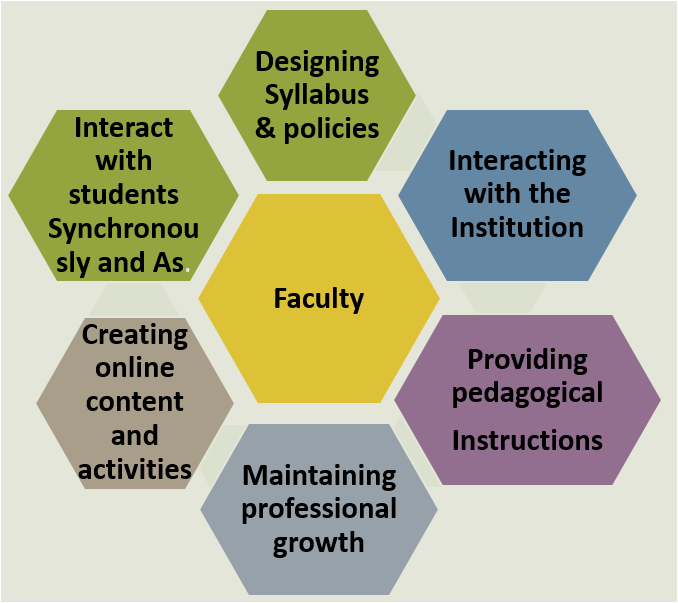 Designing
Syllabus
& policies
Interact
with
students
Synchronou
sly and As.
Interacting
with the
Institution
Faculty
Creating
online
content
and
activities
Providing
pedagogical
Instructions
Maintaining
professional
growth